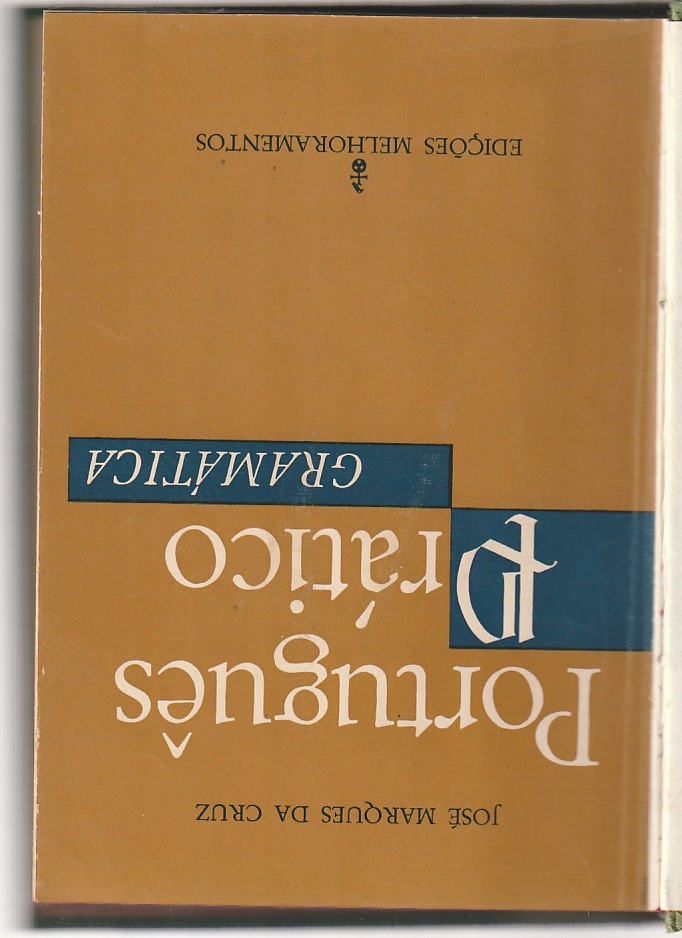 JOSÉ MARQUES DA CRUZ
Português
Prático
GRAMÁTICA
EDIÇÕES MELHORAMENTOS